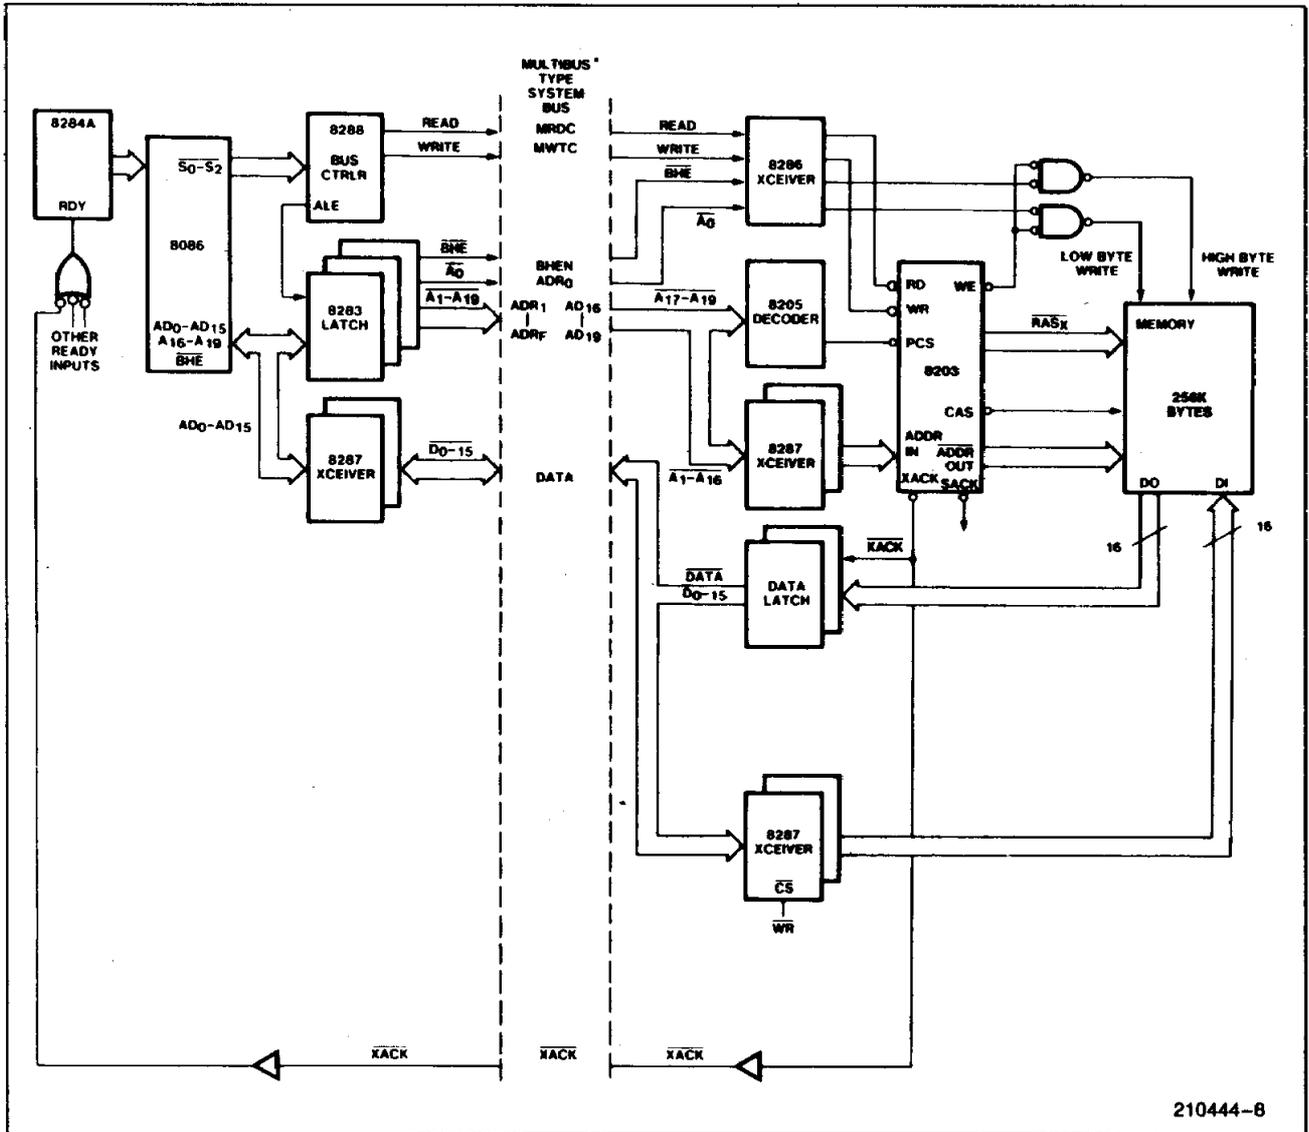 MULTIBUS*
TYPE
SYSTEM
BUS
8284A
RDY
OTHER
READY
INPUTS
S0-S2
8086
AD0-AD15
A16-A19
BHE
AD0-AD15
8288
BUS
CTRLR
ALE
READ
WRITE
8283
LATCH
BHE
A0
A1-A19
8287
XCEIVER
D0-15
MRDC
MWTC
BHEN
ADR0
ADR1
ADRF
AD16
AD19
DATA
READ
WRITE
BHE
A0
8286
XCEIVER
A17-A19
8205
DECODER
8287
XCEIVER
A1-A16
RD
WR
PCS
8203
WE
CAS
ADDR
IN
ADDR
OUT
XACK
SACK
LOW BYTE
WRITE
HIGH BYTE
WRITE
RASX
MEMORY
256K
BYTES
DO
DI
16
16
XACK
DATA
D0-15
DATA
LATCH
8287
XCEIVER
CS
WR
XACK
XACK
XACK
210444-8